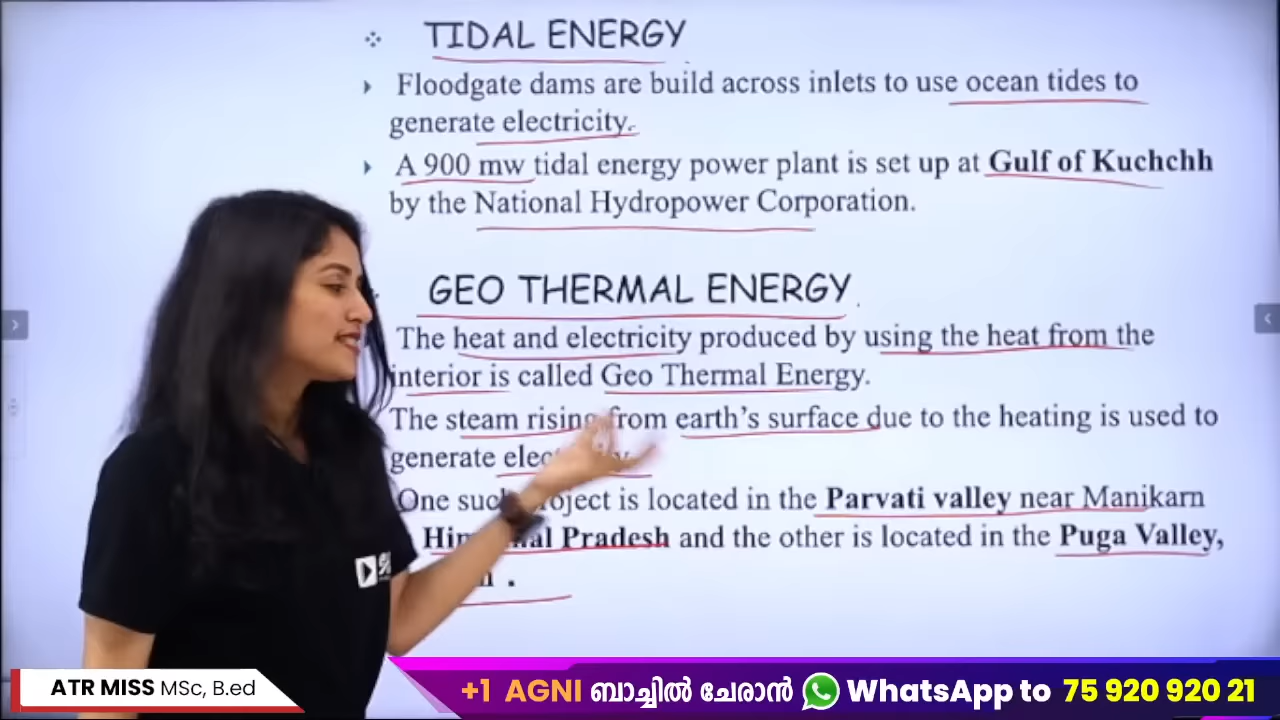 TIDAL ENERGY
Floodgate dams are build across inlets to use ocean tides to
generate electricity.
A 900 mw tidal energy power plant is set up at Gulf of Kuchchh
by the National Hydropower Corporation.
GEO THERMAL ENERGY
The heat and electricity produced by using the heat from the
interior is called Geo Thermal Energy.
The steam rising from earth's surface due to the heating is used to
generate
One such project is located in the Parvati valley near Manikarn
Pradesh and the other is located in the Puga Valley,
ATR MISS MSc, B.ed
+1 AGNI ബാച്ചിൽ ചേരാൻ WhatsApp to 75 920 920 21